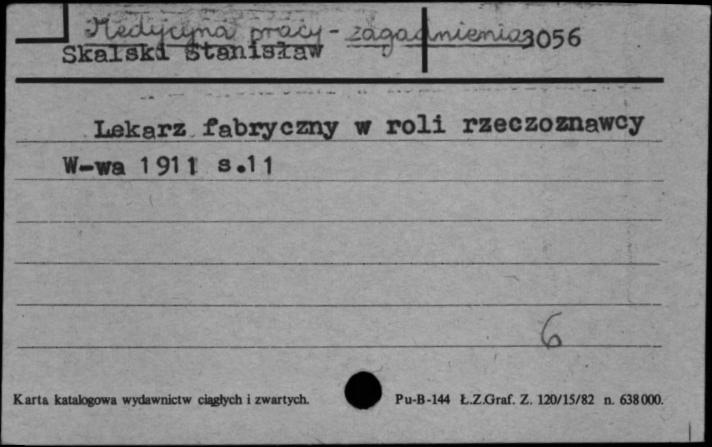 Medycyna pracy - zagadnienia
Skalski Stanisław 3056
Lekarz fabryczny w roli rzeczoznawcy
W-wa 1911 s.11
6
Karta katalogowa wydawnictw ciągłych i zwartych. Pu-B-144 Ł.Z.Graf. Z. 120/15/82 n. 638000.